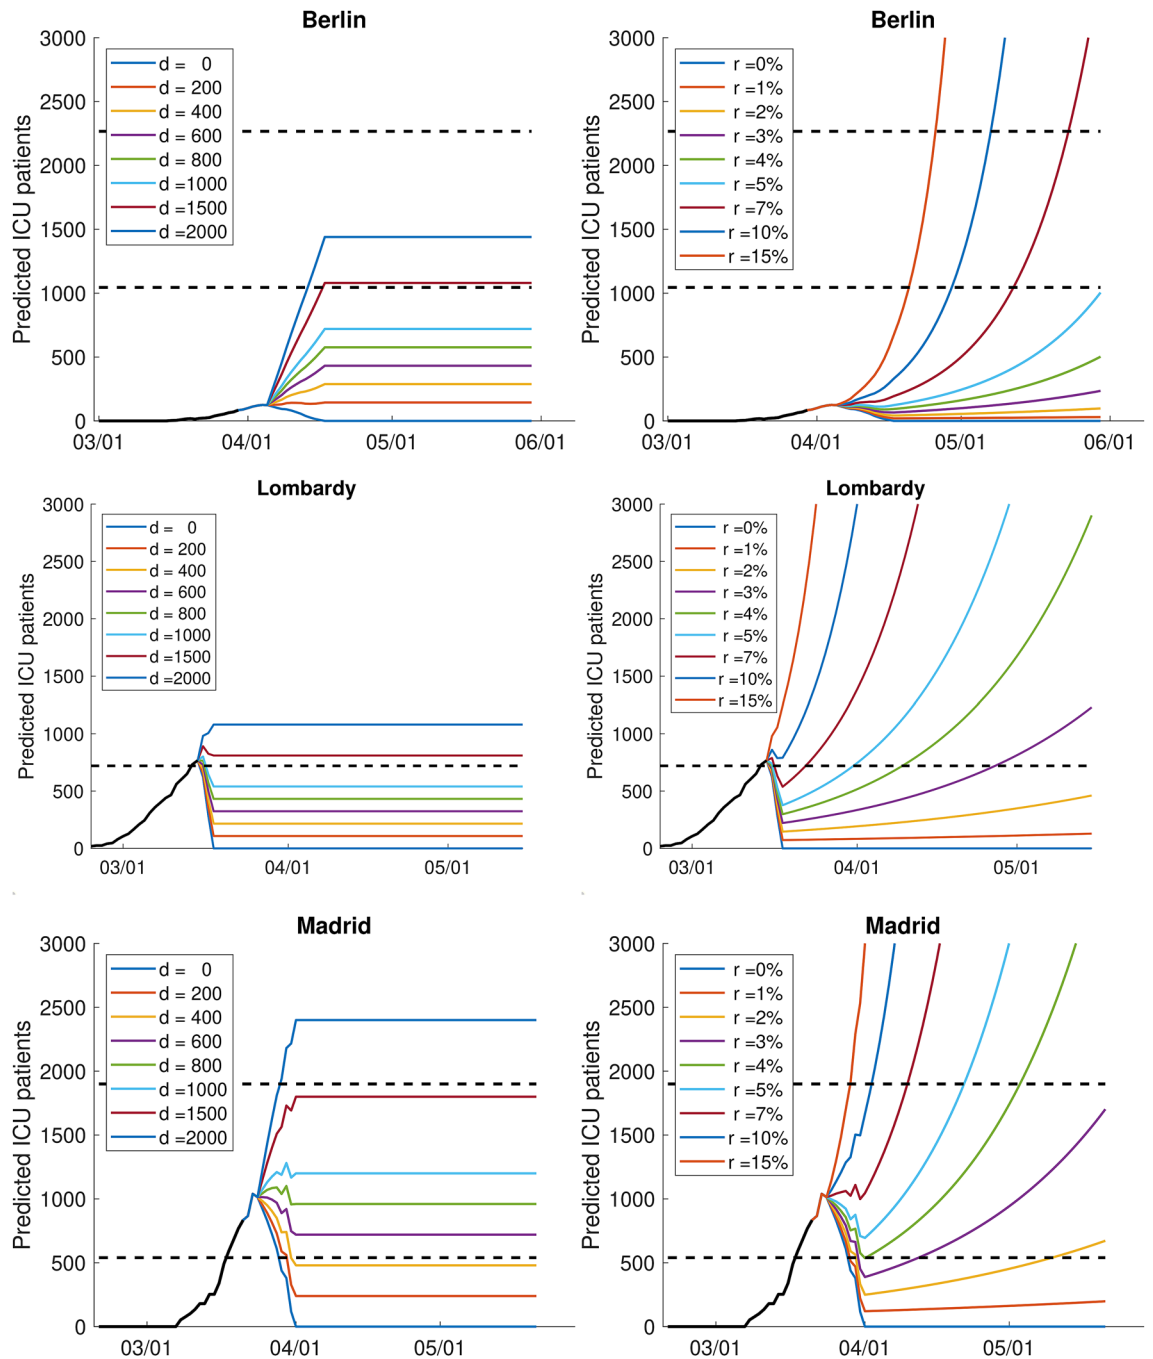 Berlin
Predicted ICU patients
3000
2500
2000
1500
1000
500
0
03/01 04/01 05/01 06/01
d = 0
d = 200
d = 400
d = 600
d = 800
d =1000
d =1500
d =2000
Berlin
Predicted ICU patients
3000
2500
2000
1500
1000
500
0
03/01 04/01 05/01 06/01
r =0%
r =1%
r =2%
r =3%
r =4%
r =5%
r =7%
r =10%
r =15%
Lombardy
Predicted ICU patients
3000
2500
2000
1500
1000
500
0
03/01 04/01 05/01
d = 0
d = 200
d = 400
d = 600
d = 800
d =1000
d =1500
d =2000
Lombardy
Predicted ICU patients
3000
2500
2000
1500
1000
500
0
03/01 04/01 05/01
r =0%
r =1%
r =2%
r =3%
r =4%
r =5%
r =7%
r =10%
r =15%
Madrid
Predicted ICU patients
3000
2500
2000
1500
1000
500
0
03/01 04/01 05/01
d = 0
d = 200
d = 400
d = 600
d = 800
d =1000
d =1500
d =2000
Madrid
Predicted ICU patients
3000
2500
2000
1500
1000
500
0
03/01 04/01 05/01
r =0%
r =1%
r =2%
r =3%
r =4%
r =5%
r =7%
r =10%
r =15%